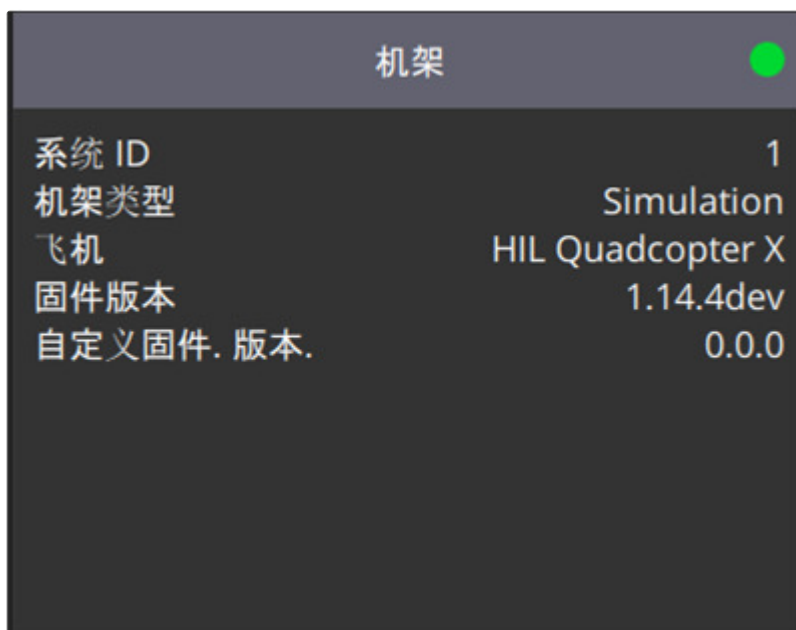 机架
系统 ID 1
机架类型 Simulation
飞机 HIL Quadcopter X
固件版本 1.14.4dev
自定义固件. 版本. 0.0.0